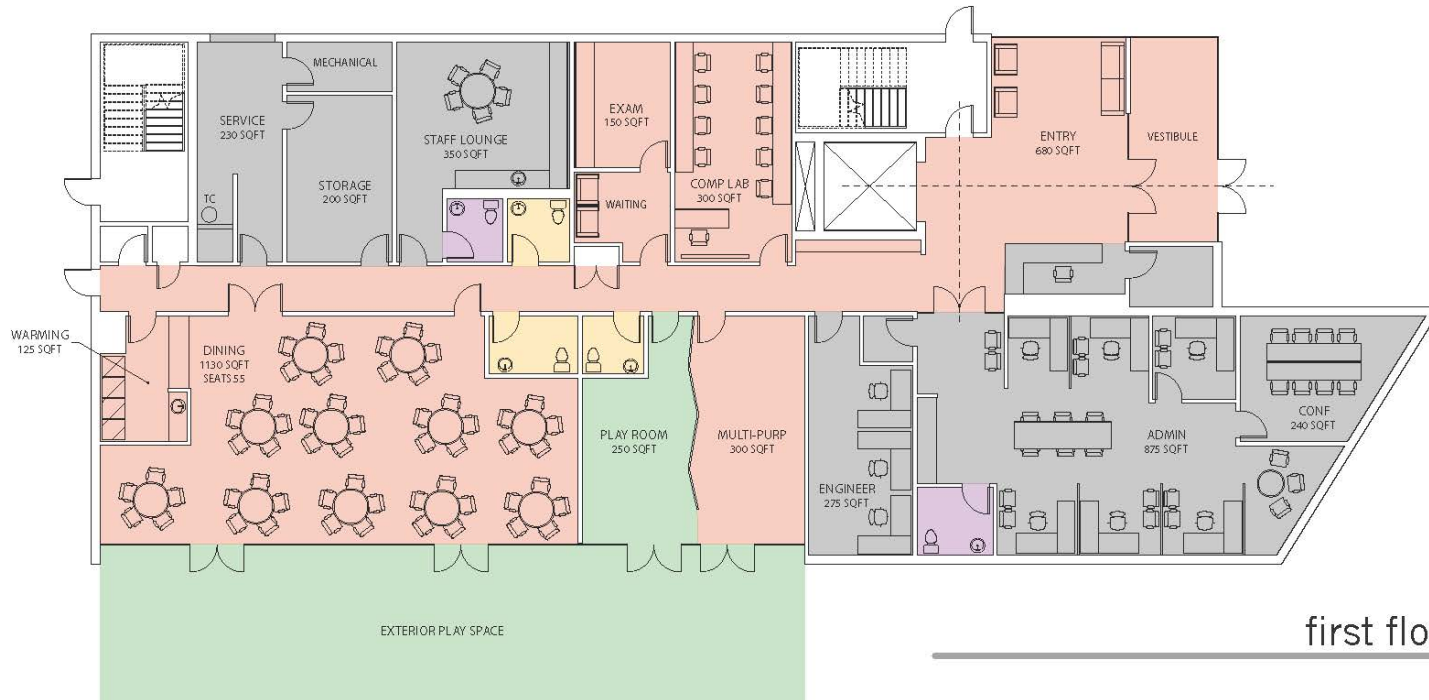 MECHANICAL
SERVICE
230 SQFT
EXAM
150 SQFT
STAFF LOUNGE
350 SQFT
ENTRY
680 SQFT
VESTIBULE
STORAGE
200 SQFT
TC
WAITING
COMP LAB
300 SQFT
WARMING
125 SQFT
DINING
1130 SQFT
SEATS 55
PLAY ROOM
250 SQFT
MULTI-PURP
300 SQFT
ENGINEER
275 SQFT
ADMIN
875 SQFT
CONF
240 SQFT
EXTERIOR PLAY SPACE
first flo